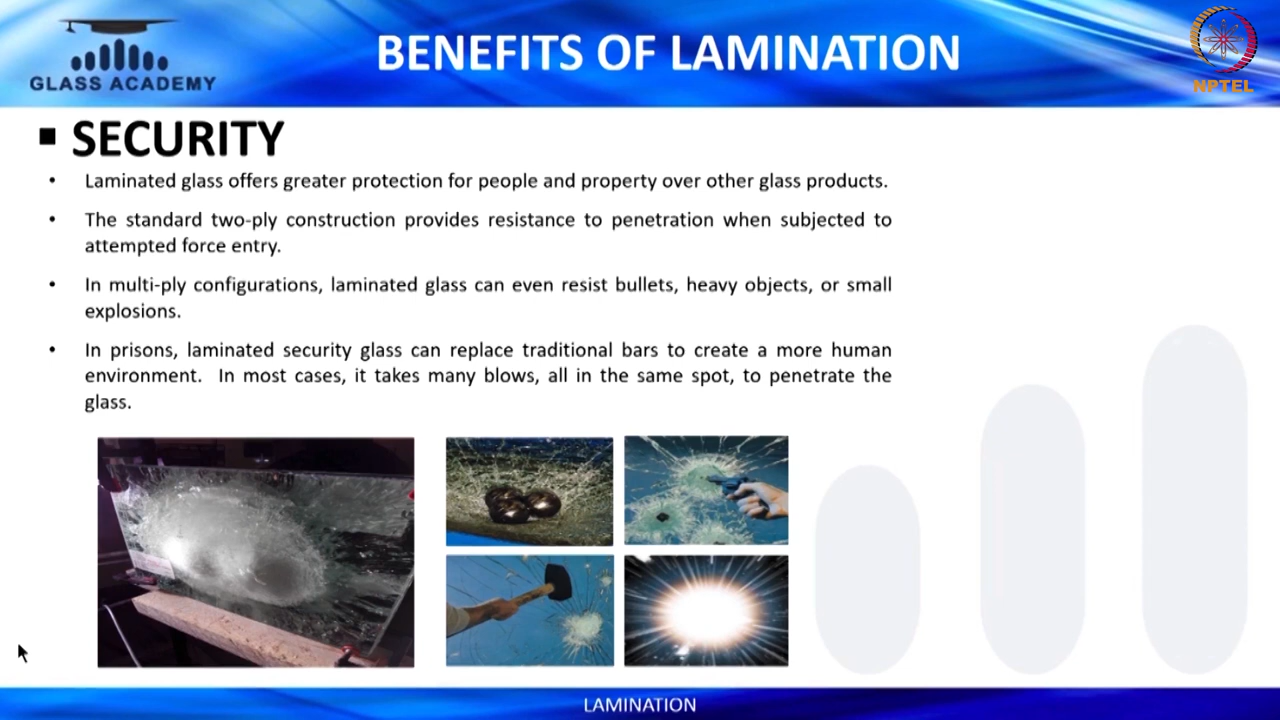 BENEFITS OF LAMINATION
GLASS ACADEMY
NPTEL
SECURITY
• Laminated glass offers greater protection for people and property over other glass products.
• The standard two-ply construction provides resistance to penetration when subjected to
attempted force entry.
• In multi-ply configurations, laminated glass can even resist bullets, heavy objects, or small
explosions.
• In prisons, laminated security glass can replace traditional bars to create a more human
environment. In most cases, it takes many blows, all in the same spot, to penetrate the
glass.
LAMINATION